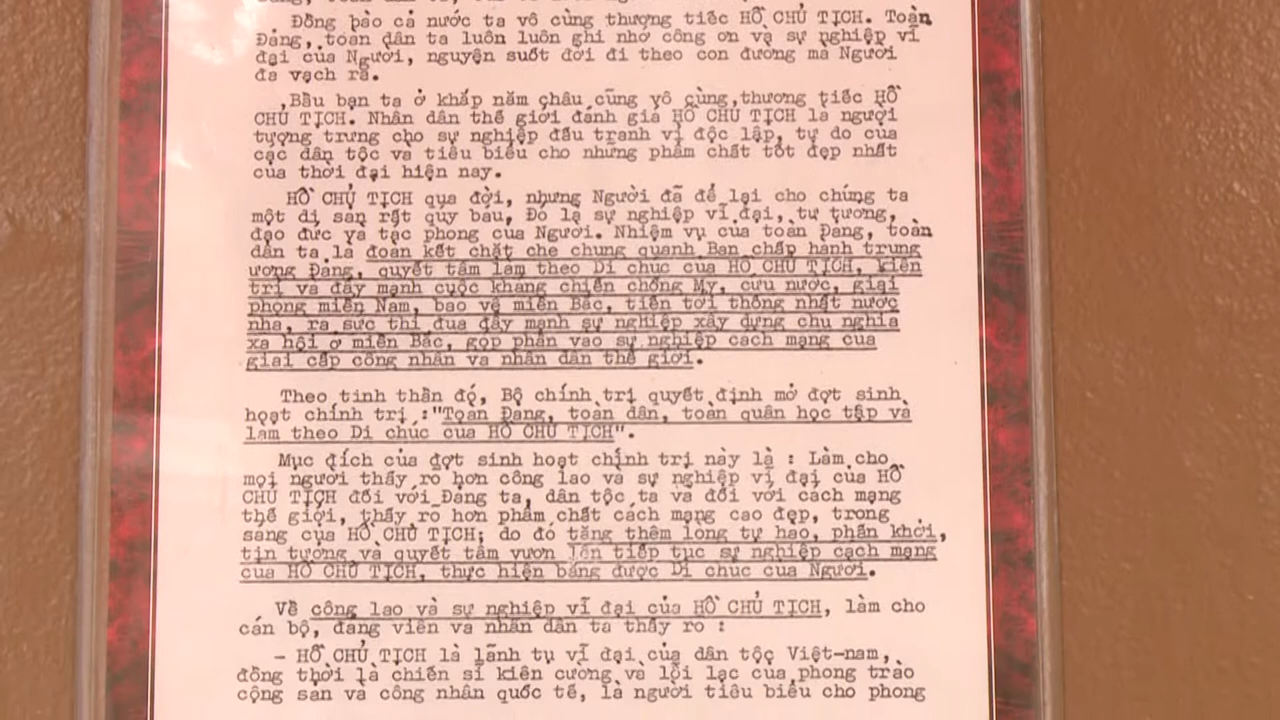 Đồng bào cả nước ta vô cùng thương tiếc HỒ CHỦ TỊCH. Toàn
Đảng, toàn dân ta luôn luôn ghi nhớ công ơn và sự nghiệp vĩ
đại của Người, nguyện suốt đời đi theo con đường mà Người
đã vạch ra.
Bầu bạn ta ở khắp năm châu cũng vô cùng thương tiếc HỒ
CHỦ TỊCH. Nhân dân thế giới đánh giá HỒ CHỦ TỊCH là người
tượng trưng cho sự nghiệp đấu tranh vì độc lập, tự do của
các dân tộc và tiêu biểu cho những phẩm chất tốt đẹp nhất
của thời đại hiện nay.
HỒ CHỦ TỊCH qua đời, nhưng Người đã để lại cho chúng ta
một di sản rất quý báu, Đó là sự nghiệp vĩ đại, tư tưởng,
đạo đức và tác phong của Người. Nhiệm vụ của toàn Đảng, toàn
dân ta là đoàn kết chặt chẽ chung quanh Ban chấp hành trung
ương Đảng, quyết tâm làm theo Di chúc của HỒ CHỦ TỊCH, kiên
trì và đẩy mạnh cuộc kháng chiến chống Mỹ, cứu nước, giải
phóng miền Nam, bảo vệ miền Bắc, tiến tới thống nhất nước
nhà, ra sức thi đua đẩy mạnh sự nghiệp xây dựng chủ nghĩa
xã hội ở miền Bắc, góp phần vào sự nghiệp cách mạng của
giai cấp công nhân và nhân dân thế giới.
Theo tinh thần đó, Bộ chính trị quyết định mở đợt sinh
hoạt chính trị :"Toàn Đảng, toàn dân, toàn quân học tập và
làm theo Di chúc của HỒ CHỦ TỊCH".
Mục đích của đợt sinh hoạt chính trị này là : Làm cho
mọi người thấy rõ hơn công lao và sự nghiệp vĩ đại của HỒ
CHỦ TỊCH đối với Đảng ta, dân tộc ta và đối với cách mạng
thế giới, thấy rõ hơn phẩm chất cách mạng cao đẹp, trong
sáng của HỒ CHỦ TỊCH; do đó tăng thêm lòng tự hào, phấn khởi,
tin tưởng và quyết tâm vươn lên tiếp tục sự nghiệp cách mạng
của HỒ CHỦ TỊCH, thực hiện bằng được Di chúc của Người.
Về công lao và sự nghiệp vĩ đại của HỒ CHỦ TỊCH, làm cho
cán bộ, đảng viên và nhân dân ta thấy rõ :
- HỒ CHỦ TỊCH là lãnh tụ vĩ đại của dân tộc Việt-nam,
đồng thời là chiến sĩ kiên cường và lỗi lạc của phong trào
cộng sản và công nhân quốc tế, là người tiêu biểu cho phong